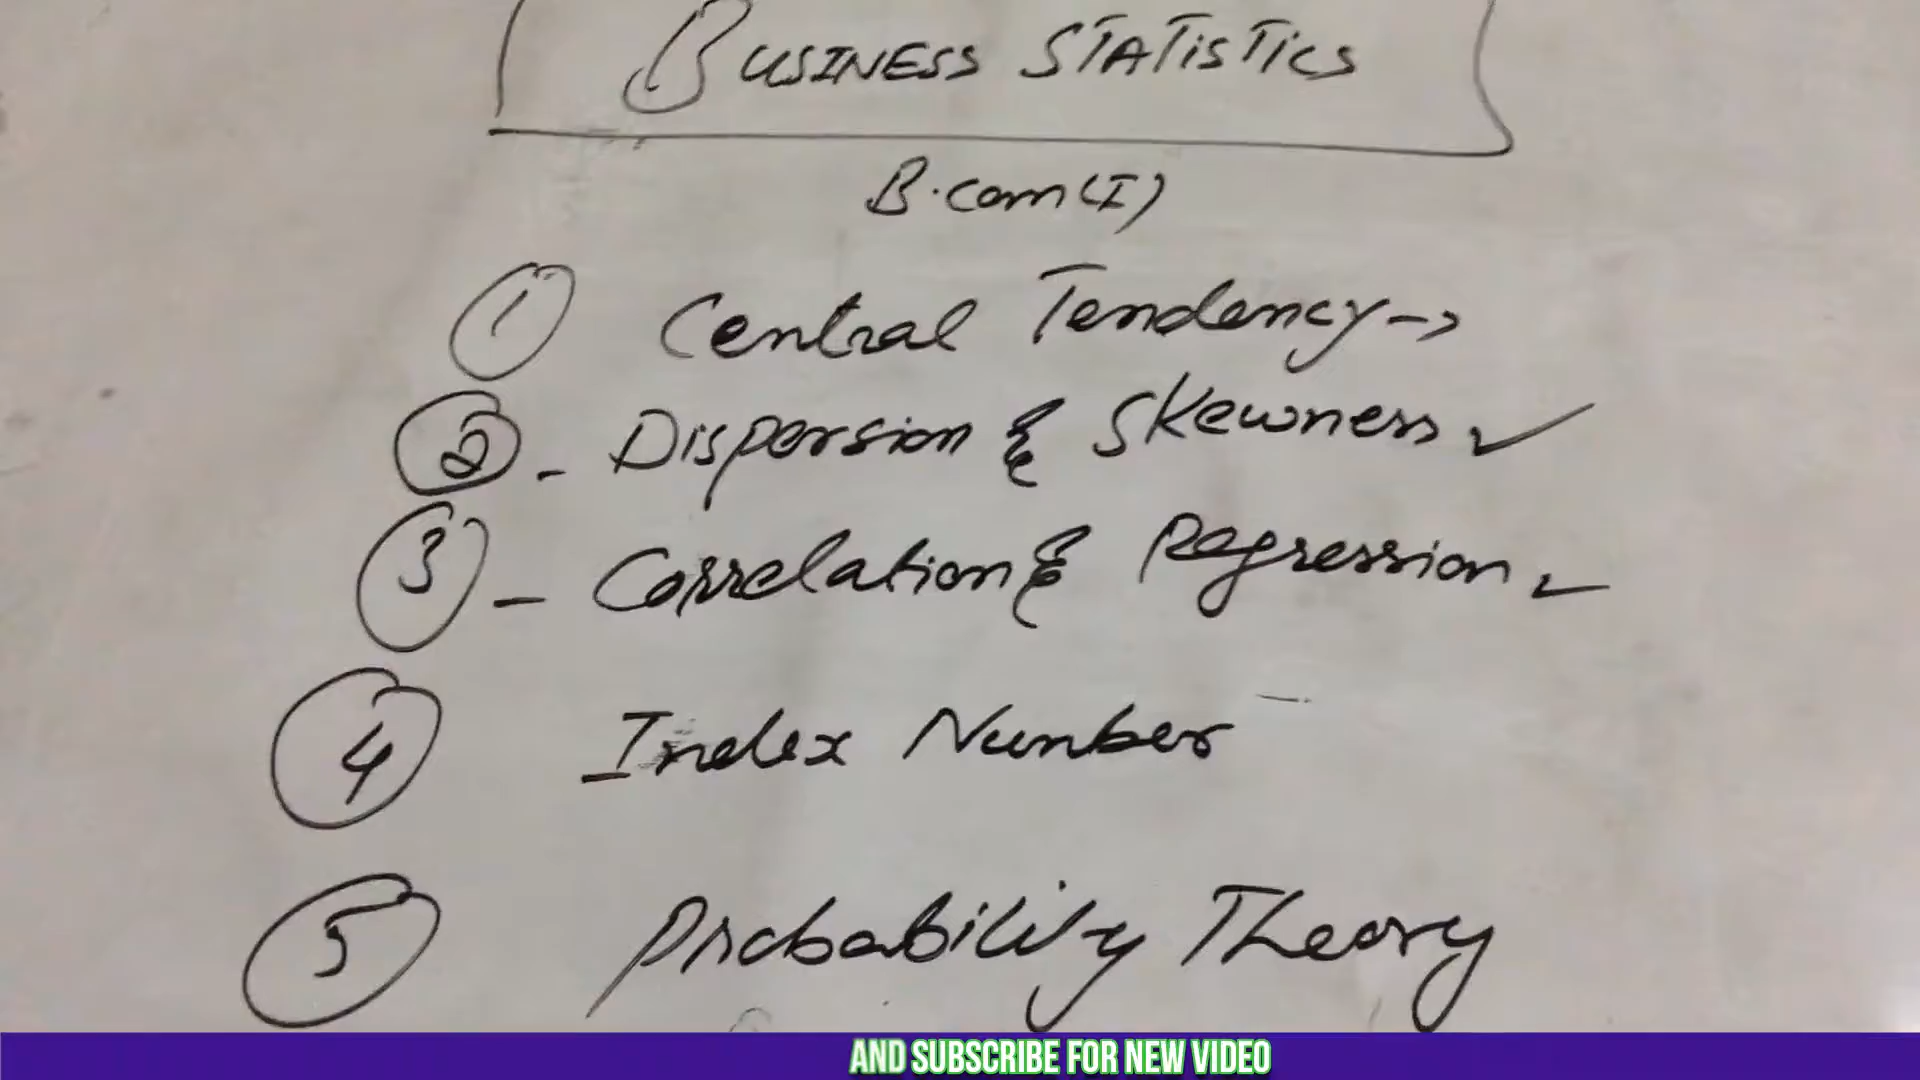 BUSINESS STATISTICS
B.com(I)
1 Central Tendency->
2 - Dispersion & Skewness ✓
3 - Correlation & Regression ✓
4 Index Number
5 Probability Theory
AND SUBSCRIBE FOR NEW VIDEO